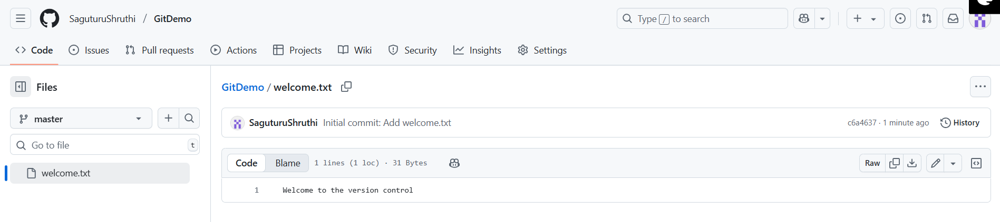 SaguturuShruthi / GitDemo
Type / to search
Code Issues Pull requests Actions Projects Wiki Security Insights Settings
Files
master
Go to file t
welcome.txt
GitDemo / welcome.txt
SaguturuShruthi Initial commit: Add welcome.txt c6a4637 · 1 minute ago History
Code Blame 1 lines (1 loc) · 31 Bytes Raw
1 Welcome to the version control